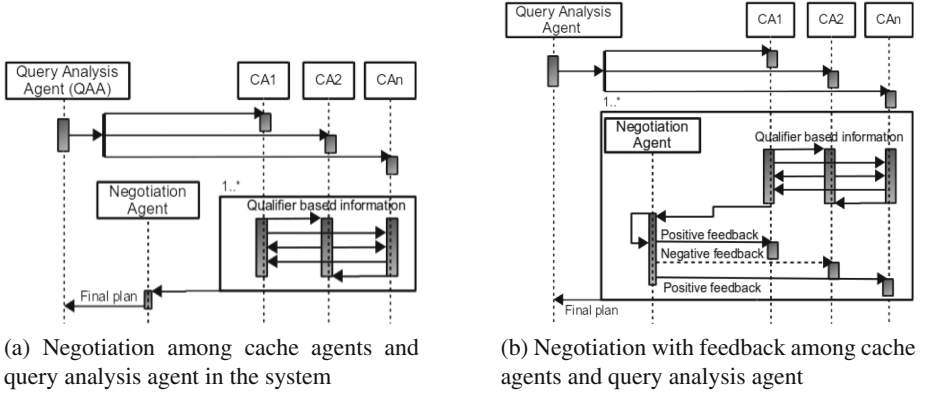 Query Analysis
Agent (QAA)
CA1
CA2
CAn
Negotiation
Agent
1..*
Qualifier based information
Final plan
(a) Negotiation among cache agents and
query analysis agent in the system
Query Analysis
Agent
CA1
CA2
CAn
1..*
Negotiation
Agent
Qualifier based information
Positive feedback
Negative feedback
Positive feedback
Final plan
(b) Negotiation with feedback among cache
agents and query analysis agent